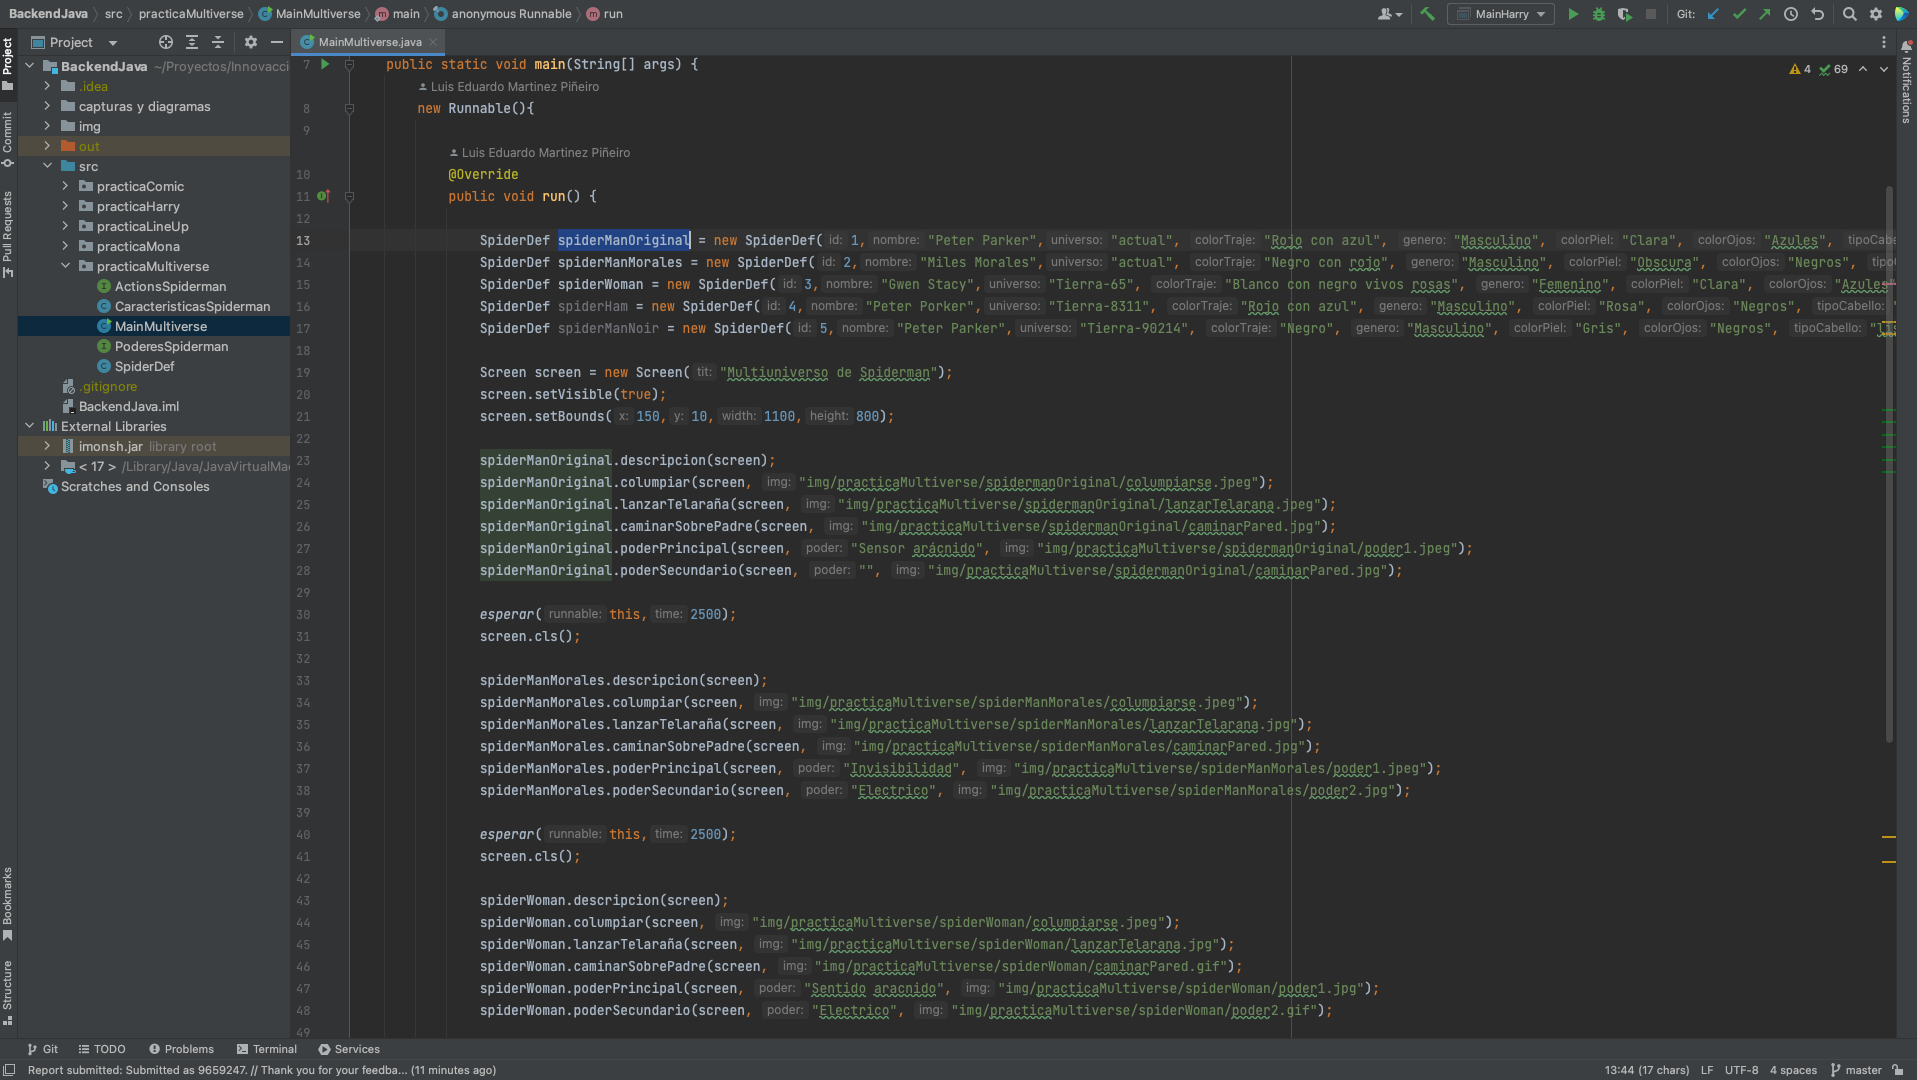 BackendJava src practicaMultiverse MainMultiverse main anonymous Runnable run MainHarry Git:
Project
MainMultiverse.java
Project
Commit
Pull Requests
Bookmarks
Structure
Notifications
BackendJava ~/Proyectos/Innovacci
.idea
capturas y diagramas
img
out
src
practicaComic
practicaHarry
practicaLineUp
practicaMona
practicaMultiverse
ActionsSpiderman
CaracteristicasSpiderman
MainMultiverse
PoderesSpiderman
SpiderDef
.gitignore
BackendJava.iml
External Libraries
imonsh.jar library root
< 17 > /Library/Java/JavaVirtualMa
Scratches and Consoles
4 69
7 public static void main(String[] args) {
Luis Eduardo Martinez Piñeiro
8 new Runnable(){
9
Luis Eduardo Martinez Piñeiro
10 @Override
11 public void run() {
12
13 SpiderDef spiderManOriginal = new SpiderDef( id: 1, nombre: "Peter Parker", universo: "actual", colorTraje: "Rojo con azul", genero: "Masculino", colorPiel: "Clara", colorOjos: "Azules", tipoCabe
14 SpiderDef spiderManMorales = new SpiderDef( id: 2, nombre: "Miles Morales", universo: "actual", colorTraje: "Negro con rojo", genero: "Masculino", colorPiel: "Obscura", colorOjos: "Negros", tip
15 SpiderDef spiderWoman = new SpiderDef( id: 3, nombre: "Gwen Stacy", universo: "Tierra-65", colorTraje: "Blanco con negro vivos rosas", genero: "Femenino", colorPiel: "Clara", colorOjos: "Azules
16 SpiderDef spiderHam = new SpiderDef( id: 4, nombre: "Peter Porker", universo: "Tierra-8311", colorTraje: "Rojo con azul", genero: "Masculino", colorPiel: "Rosa", colorOjos: "Negros", tipoCabello:
17 SpiderDef spiderManNoir = new SpiderDef( id: 5, nombre: "Peter Parker", universo: "Tierra-90214", colorTraje: "Negro", genero: "Masculino", colorPiel: "Gris", colorOjos: "Negros", tipoCabello:
18
19 Screen screen = new Screen( tit: "Multiuniverso de Spiderman");
20 screen.setVisible(true);
21 screen.setBounds( x: 150, y: 10, width: 1100, height: 800);
22
23 spiderManOriginal.descripcion(screen);
24 spiderManOriginal.columpiar(screen, img: "img/practicaMultiverse/spidermanOriginal/columpiarse.jpeg");
25 spiderManOriginal.lanzarTelaraña(screen, img: "img/practicaMultiverse/spidermanOriginal/lanzarTelarana.jpeg");
26 spiderManOriginal.caminarSobrePadre(screen, img: "img/practicaMultiverse/spidermanOriginal/caminarPared.jpg");
27 spiderManOriginal.poderPrincipal(screen, poder: "Sensor arácnido", img: "img/practicaMultiverse/spidermanOriginal/poder1.jpeg");
28 spiderManOriginal.poderSecundario(screen, poder: "", img: "img/practicaMultiverse/spidermanOriginal/caminarPared.jpg");
29
30 esperar( runnable: this, time: 2500);
31 screen.cls();
32
33 spiderManMorales.descripcion(screen);
34 spiderManMorales.columpiar(screen, img: "img/practicaMultiverse/spiderManMorales/columpiarse.jpeg");
35 spiderManMorales.lanzarTelaraña(screen, img: "img/practicaMultiverse/spiderManMorales/lanzarTelarana.jpg");
36 spiderManMorales.caminarSobrePadre(screen, img: "img/practicaMultiverse/spiderManMorales/caminarPared.jpg");
37 spiderManMorales.poderPrincipal(screen, poder: "Invisibilidad", img: "img/practicaMultiverse/spiderManMorales/poder1.jpeg");
38 spiderManMorales.poderSecundario(screen, poder: "Electrico", img: "img/practicaMultiverse/spiderManMorales/poder2.jpg");
39
40 esperar( runnable: this, time: 2500);
41 screen.cls();
42
43 spiderWoman.descripcion(screen);
44 spiderWoman.columpiar(screen, img: "img/practicaMultiverse/spiderWoman/columpiarse.jpeg");
45 spiderWoman.lanzarTelaraña(screen, img: "img/practicaMultiverse/spiderWoman/lanzarTelarana.jpg");
46 spiderWoman.caminarSobrePadre(screen, img: "img/practicaMultiverse/spiderWoman/caminarPared.gif");
47 spiderWoman.poderPrincipal(screen, poder: "Sentido aracnido", img: "img/practicaMultiverse/spiderWoman/poder1.jpg");
48 spiderWoman.poderSecundario(screen, poder: "Electrico", img: "img/practicaMultiverse/spiderWoman/poder2.gif");
49
Git TODO Problems Terminal Services
Report submitted: Submitted as 9659247. // Thank you for your feedba... (11 minutes ago) 13:44 (17 chars) LF UTF-8 4 spaces master